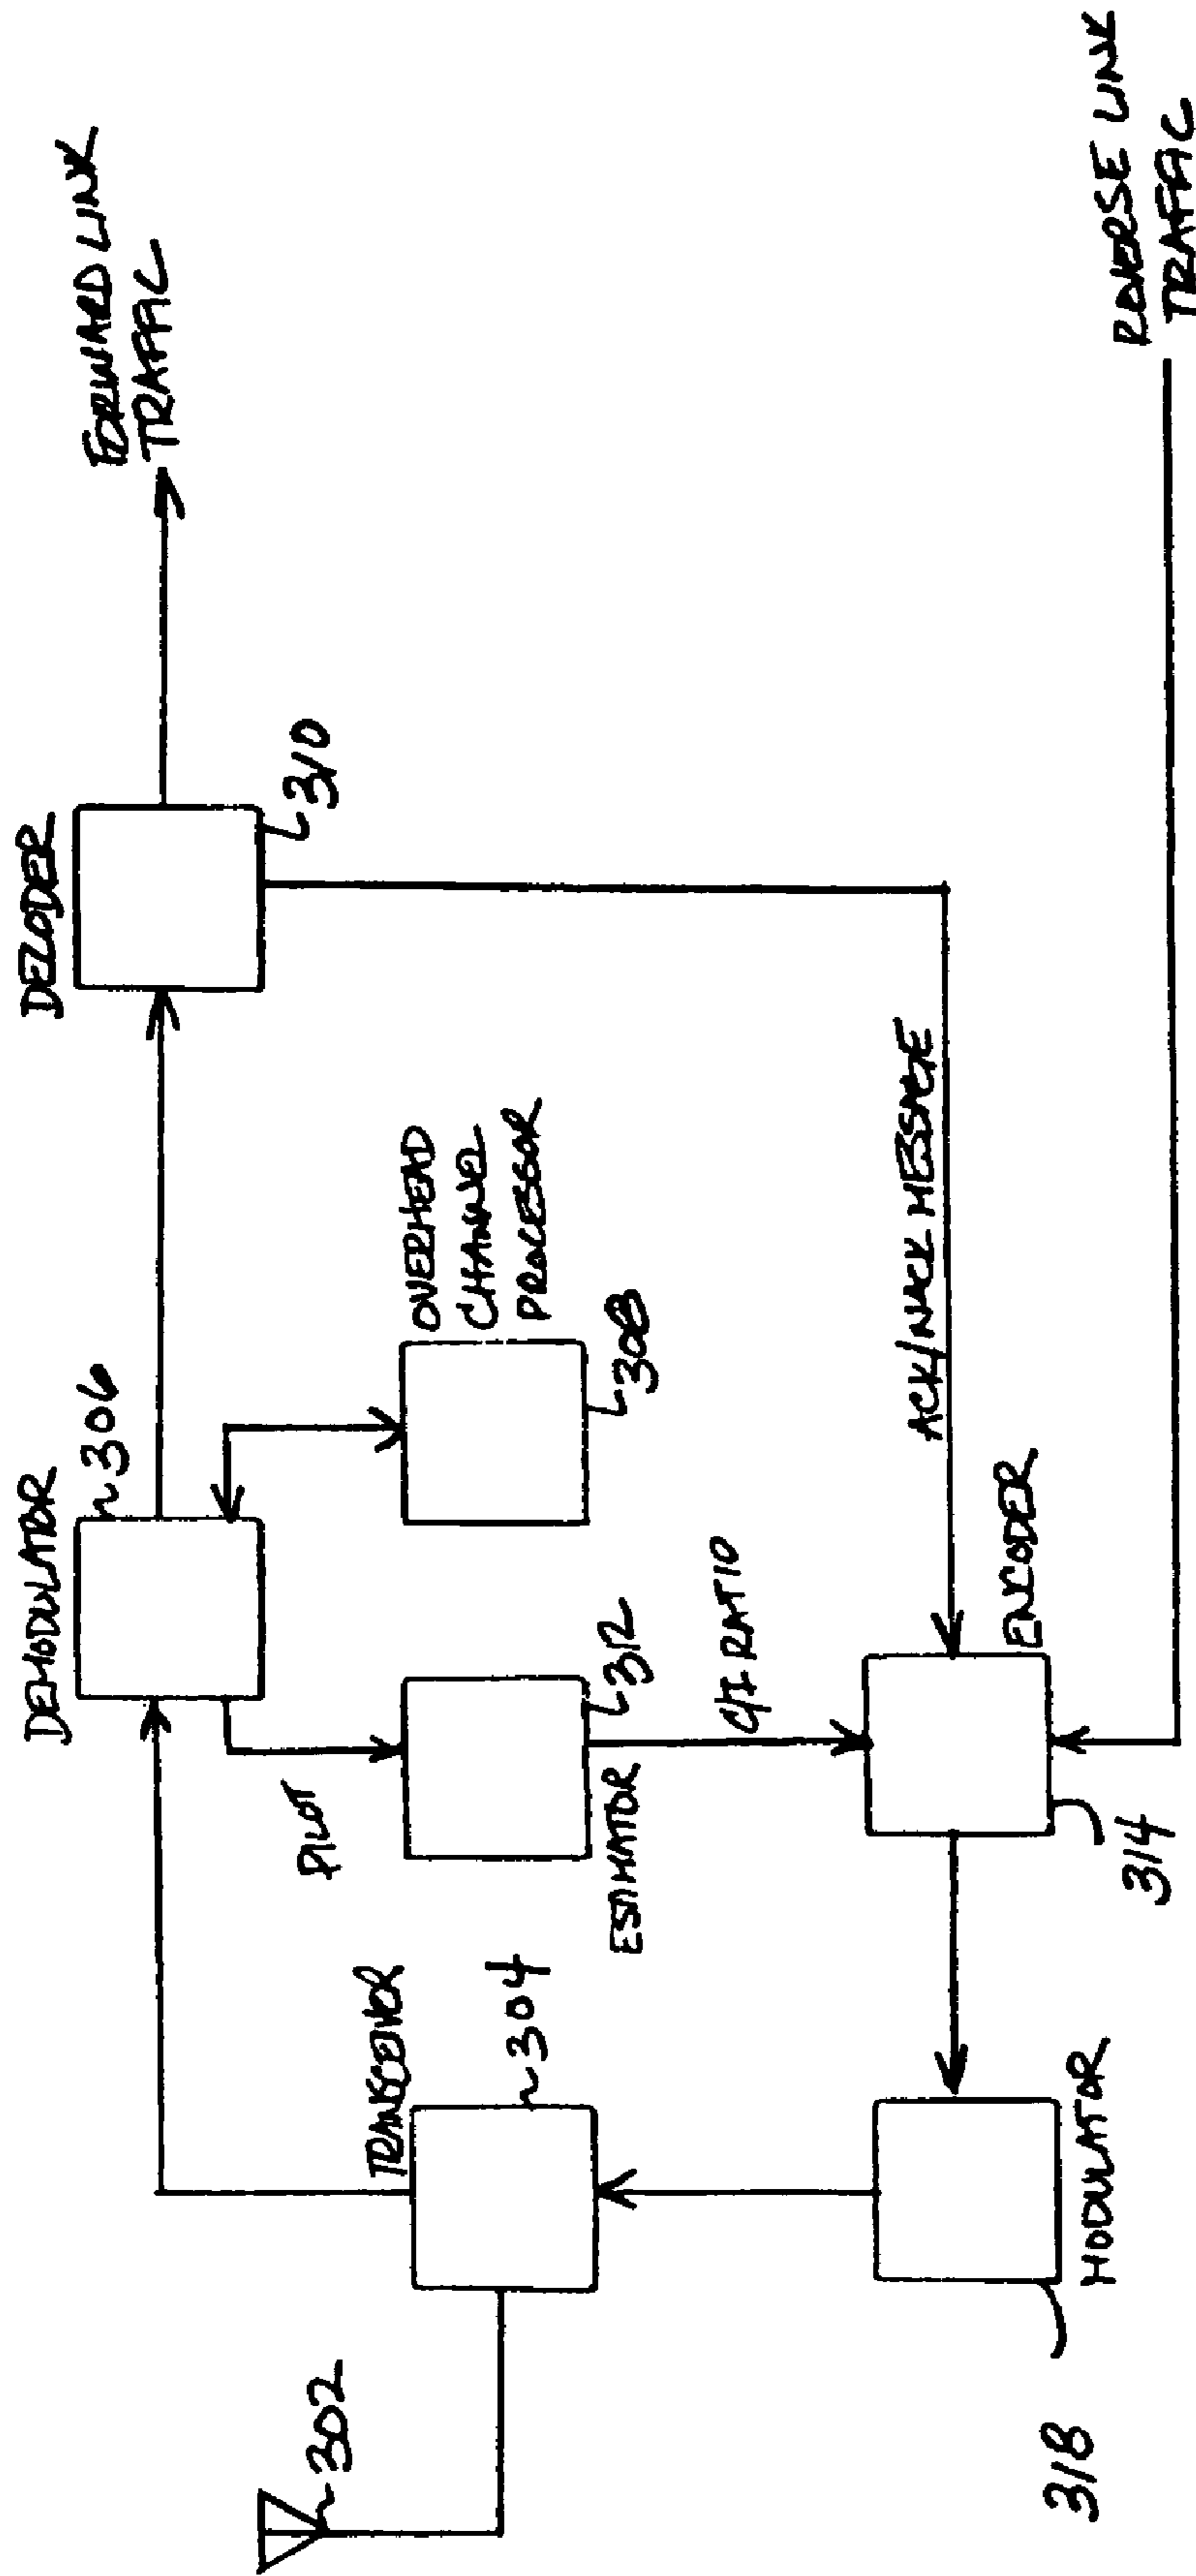 302
TRANSCEIVER
304
DEMODULATOR
306
DECODER
310
FORWARD LINK
TRAFFIC
PILOT
ESTIMATOR
312
OVERHEAD
CHANNEL
PROCESSOR
308
C/I RATIO
ACK/NACK MESSAGE
ENCODER
314
MODULATOR
318
REVERSE LINK
TRAFFIC